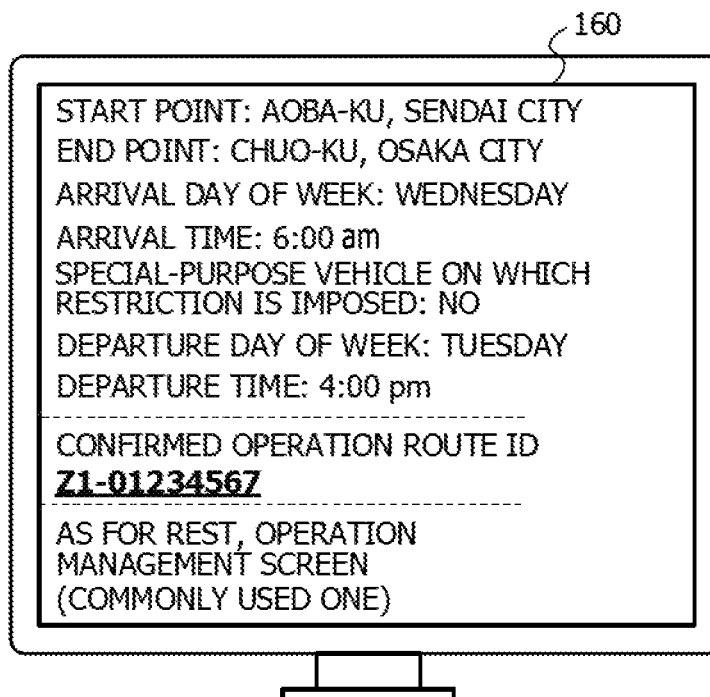 160
START POINT: AOBA-KU, SENDAI CITY
END POINT: CHUO-KU, OSAKA CITY
ARRIVAL DAY OF WEEK: WEDNESDAY
ARRIVAL TIME: 6:00 am
SPECIAL-PURPOSE VEHICLE ON WHICH
RESTRICTION IS IMPOSED: NO
DEPARTURE DAY OF WEEK: TUESDAY
DEPARTURE TIME: 4:00 pm
CONFIRMED OPERATION ROUTE ID
Z1-01234567
AS FOR REST, OPERATION
MANAGEMENT SCREEN
(COMMONLY USED ONE)